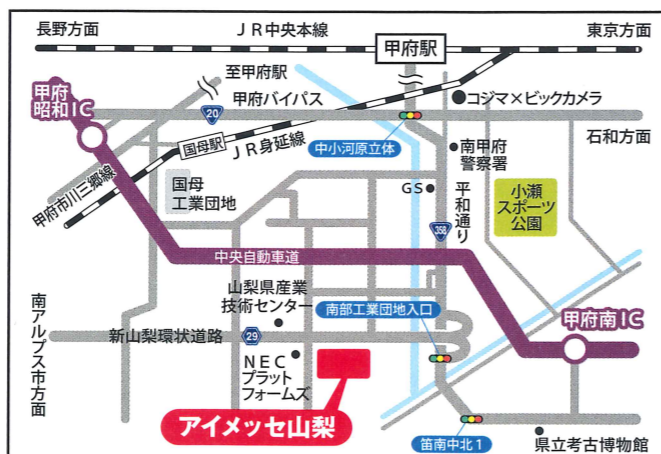 長野方面
JR中央本線
東京方面
甲府駅
至甲府駅
甲府
昭和IC
20
甲府バイパス
コジマ×ビックカメラ
国母駅
JR身延線
中小河原立体
石和方面
南甲府
警察署
甲府市川三郷線
国母
工業団地
GS
平和通り
小瀬
スポーツ
公園
358
中央自動車道
山梨県産業
技術センター
南部工業団地入口
南アルプス市方面
新山梨環状道路
29
甲府南IC
NEC
プラット
フォームズ
アイメッセ山梨
笛南中北1
県立考古博物館